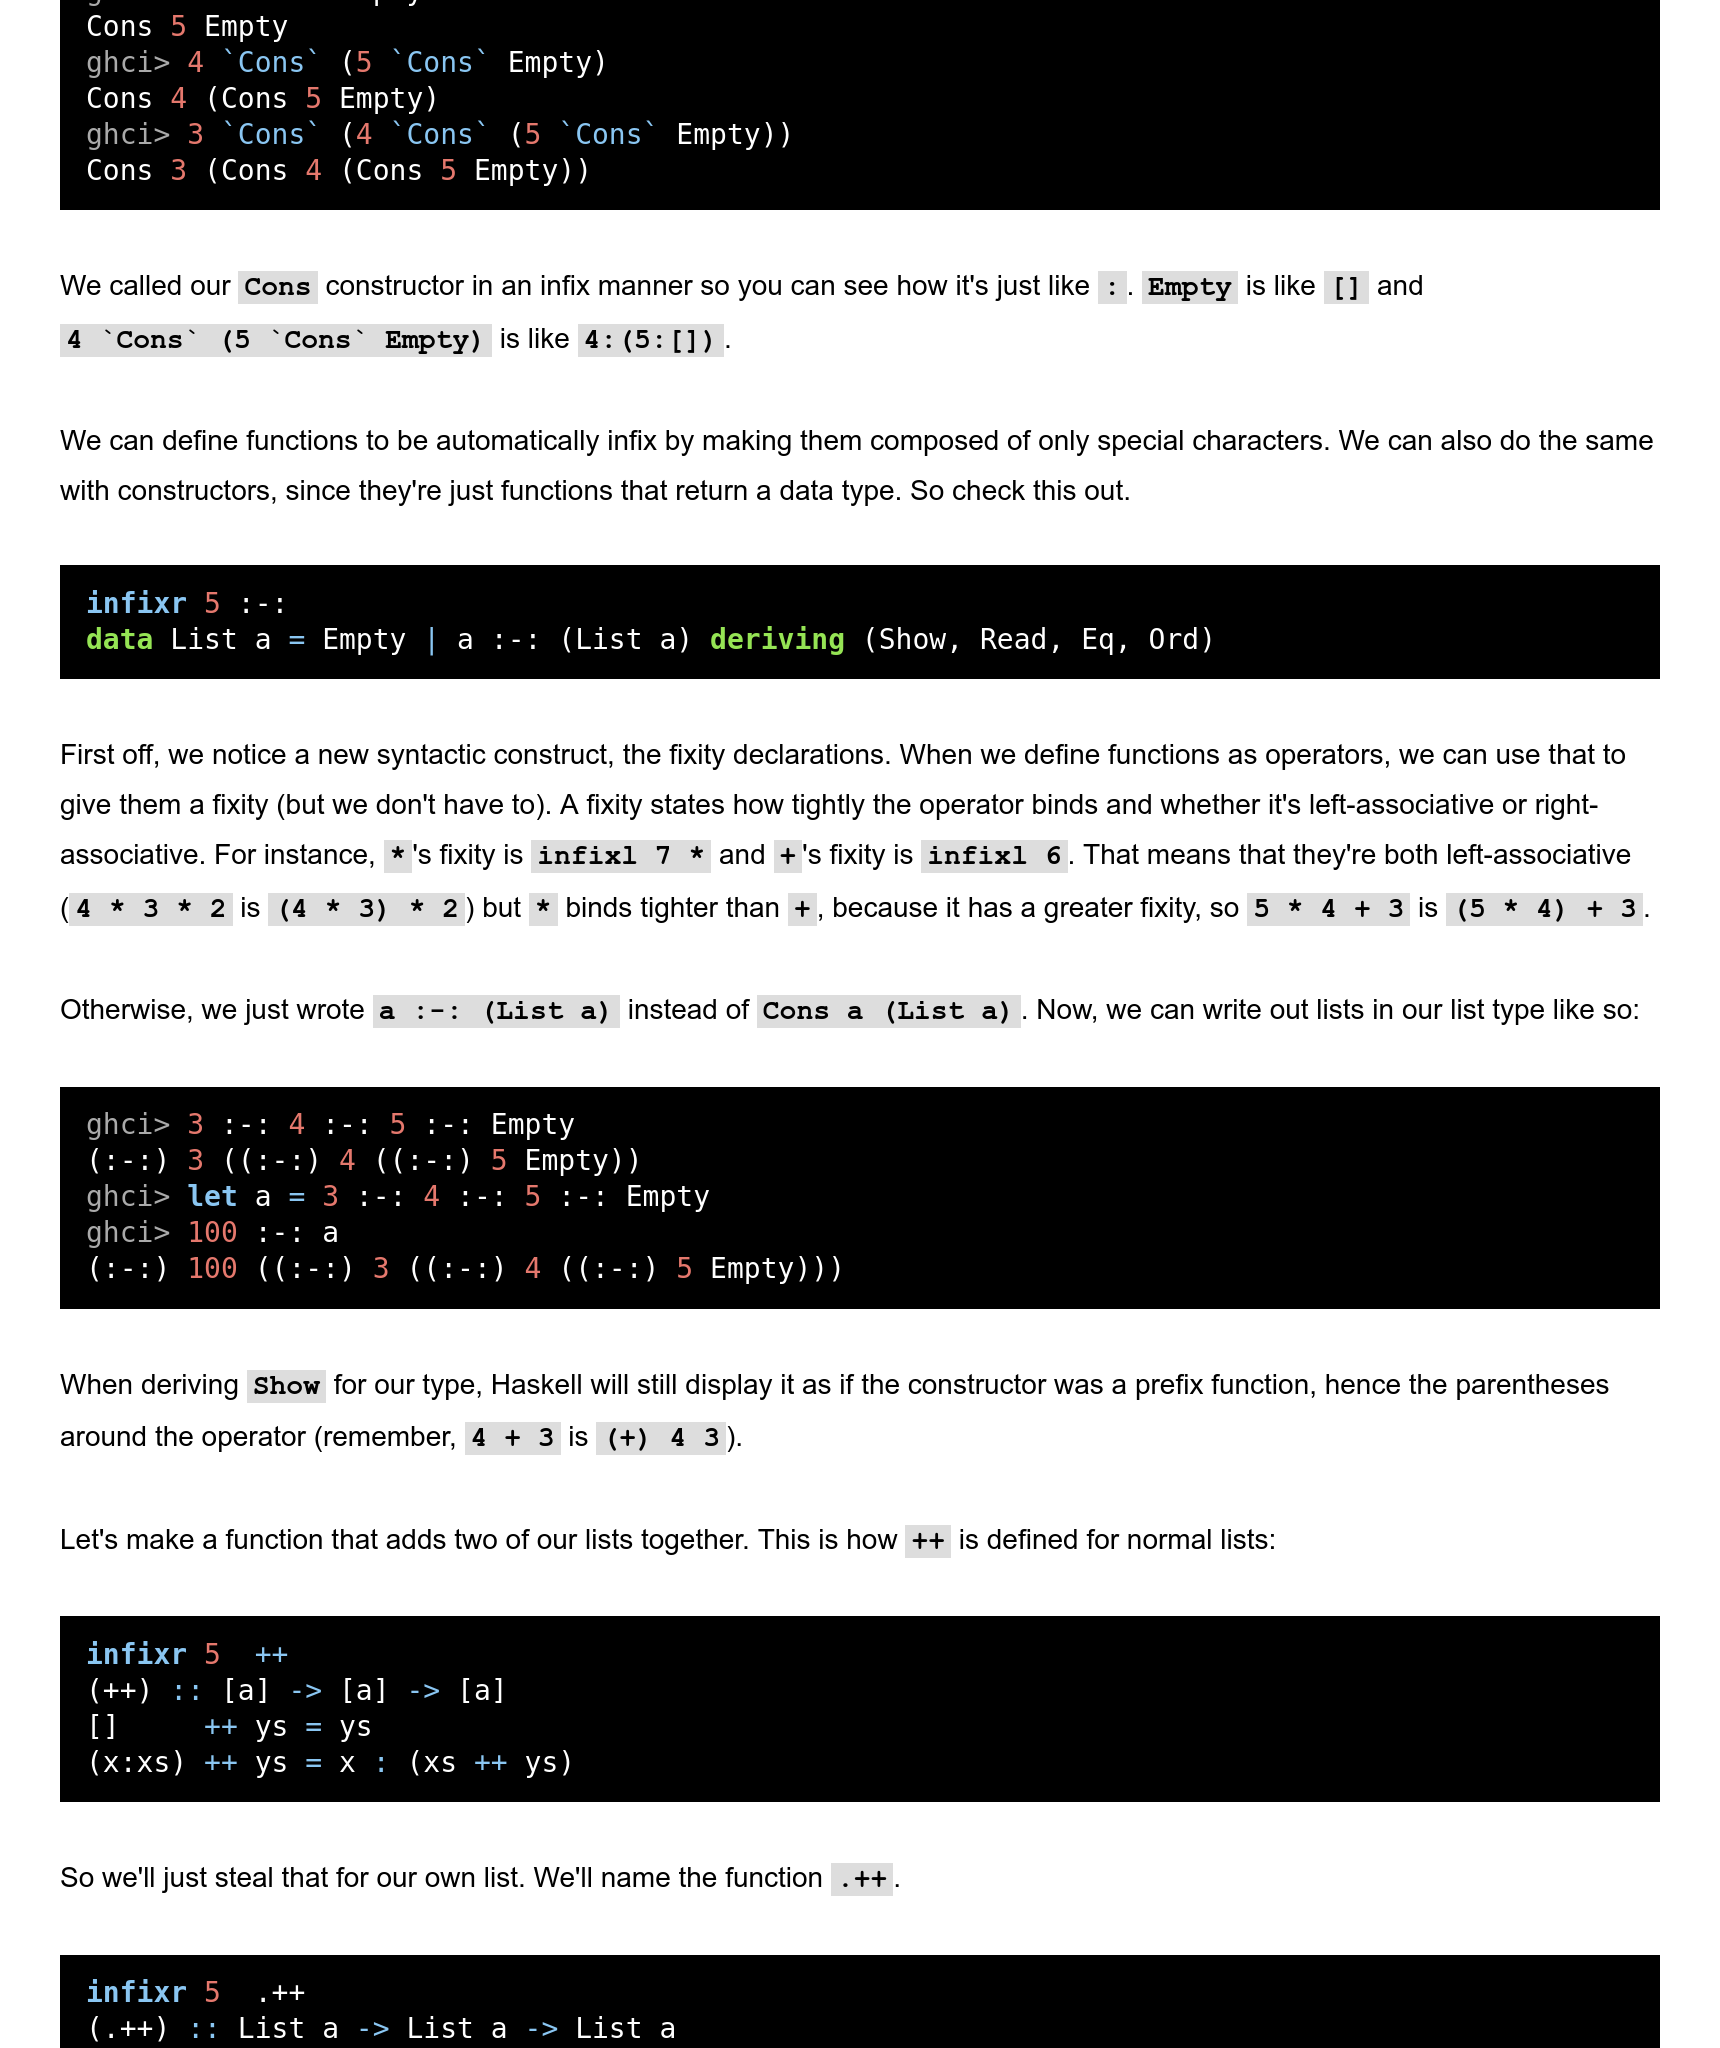 Cons 5 Empty
ghci> 4 `Cons` (5 `Cons` Empty)
Cons 4 (Cons 5 Empty)
ghci> 3 `Cons` (4 `Cons` (5 `Cons` Empty))
Cons 3 (Cons 4 (Cons 5 Empty))
We called our Cons constructor in an infix manner so you can see how it's just like :. Empty is like [] and
4 `Cons` (5 `Cons` Empty) is like 4:(5:[]).
We can define functions to be automatically infix by making them composed of only special characters. We can also do the same
with constructors, since they're just functions that return a data type. So check this out.
infixr 5 :-:
data List a = Empty | a :-: (List a) deriving (Show, Read, Eq, Ord)
First off, we notice a new syntactic construct, the fixity declarations. When we define functions as operators, we can use that to
give them a fixity (but we don't have to). A fixity states how tightly the operator binds and whether it's left-associative or right-
associative. For instance, *'s fixity is infixl 7 * and +'s fixity is infixl 6. That means that they're both left-associative
(4 * 3 * 2 is (4 * 3) * 2) but * binds tighter than +, because it has a greater fixity, so 5 * 4 + 3 is (5 * 4) + 3.
Otherwise, we just wrote a :-: (List a) instead of Cons a (List a). Now, we can write out lists in our list type like so:
ghci> 3 :-: 4 :-: 5 :-: Empty
(:-:) 3 ((:-:) 4 ((:-:) 5 Empty))
ghci> let a = 3 :-: 4 :-: 5 :-: Empty
ghci> 100 :-: a
(:-:) 100 ((:-:) 3 ((:-:) 4 ((:-:) 5 Empty)))
When deriving Show for our type, Haskell will still display it as if the constructor was a prefix function, hence the parentheses
around the operator (remember, 4 + 3 is (+) 4 3).
Let's make a function that adds two of our lists together. This is how ++ is defined for normal lists:
infixr 5  ++
(++) :: [a] -> [a] -> [a]
[]     ++ ys = ys
(x:xs) ++ ys = x : (xs ++ ys)
So we'll just steal that for our own list. We'll name the function .++.
infixr 5  .++
(.++) :: List a -> List a -> List a